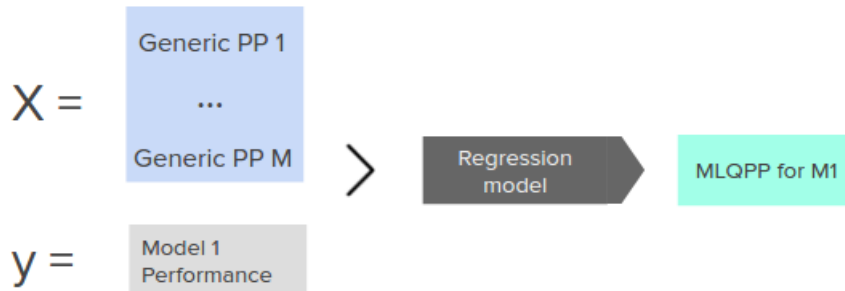 X =
Generic PP 1
...
Generic PP M
Regression
model
MLQPP for M1
y =
Model 1
Performance